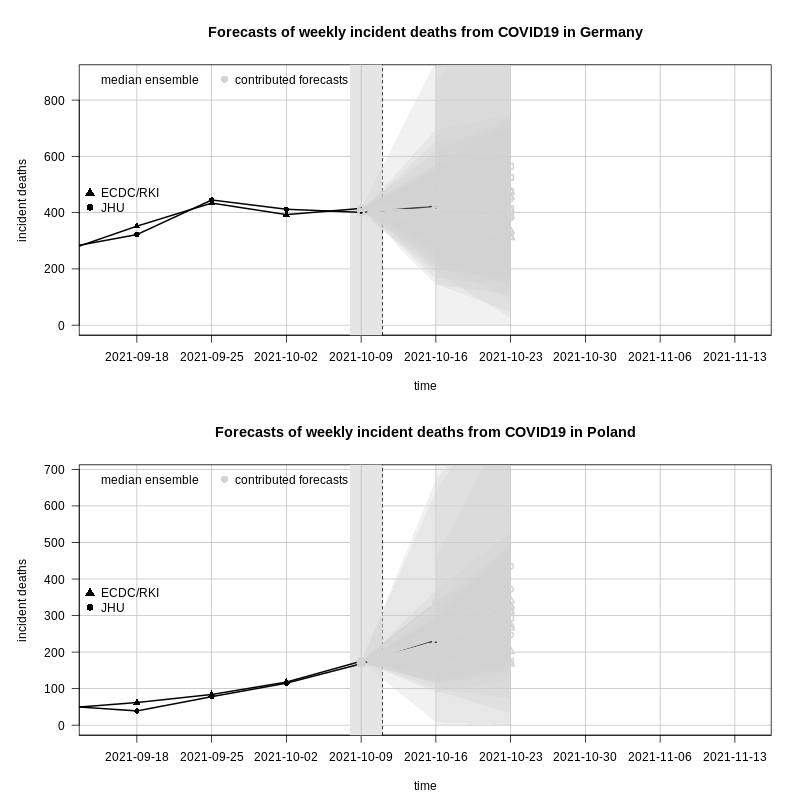 Forecasts of weekly incident deaths from COVID19 in Germany
median ensemble contributed forecasts
800
600
400
200
0
incident deaths
ECDC/RKI
JHU
2021-09-18 2021-09-25 2021-10-02 2021-10-09 2021-10-16 2021-10-23 2021-10-30 2021-11-06 2021-11-13
time
Forecasts of weekly incident deaths from COVID19 in Poland
median ensemble contributed forecasts
700
600
500
400
300
200
100
0
incident deaths
ECDC/RKI
JHU
2021-09-18 2021-09-25 2021-10-02 2021-10-09 2021-10-16 2021-10-23 2021-10-30 2021-11-06 2021-11-13
time